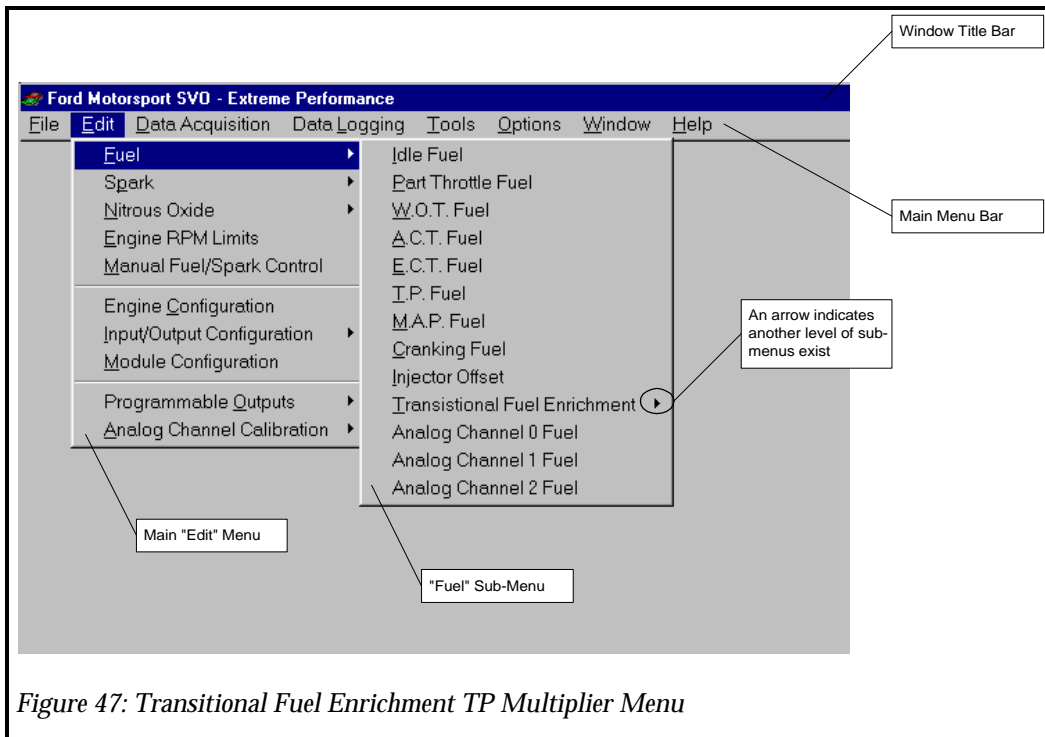 Window Title Bar
Ford Motorsport SVO - Extreme Performance
File Edit Data Acquisition Data Logging Tools Options Window Help
Main Menu Bar
Fuel
Spark
Nitrous Oxide
Engine RPM Limits
Manual Fuel/Spark Control
Engine Configuration
Input/Output Configuration
Module Configuration
Programmable Outputs
Analog Channel Calibration
Idle Fuel
Part Throttle Fuel
W.O.T. Fuel
A.C.T. Fuel
E.C.T. Fuel
T.P. Fuel
M.A.P. Fuel
Cranking Fuel
Injector Offset
Transistional Fuel Enrichment
Analog Channel 0 Fuel
Analog Channel 1 Fuel
Analog Channel 2 Fuel
An arrow indicates
another level of sub-
menus exist
Main "Edit" Menu
"Fuel" Sub-Menu
Figure 47: Transitional Fuel Enrichment TP Multiplier Menu